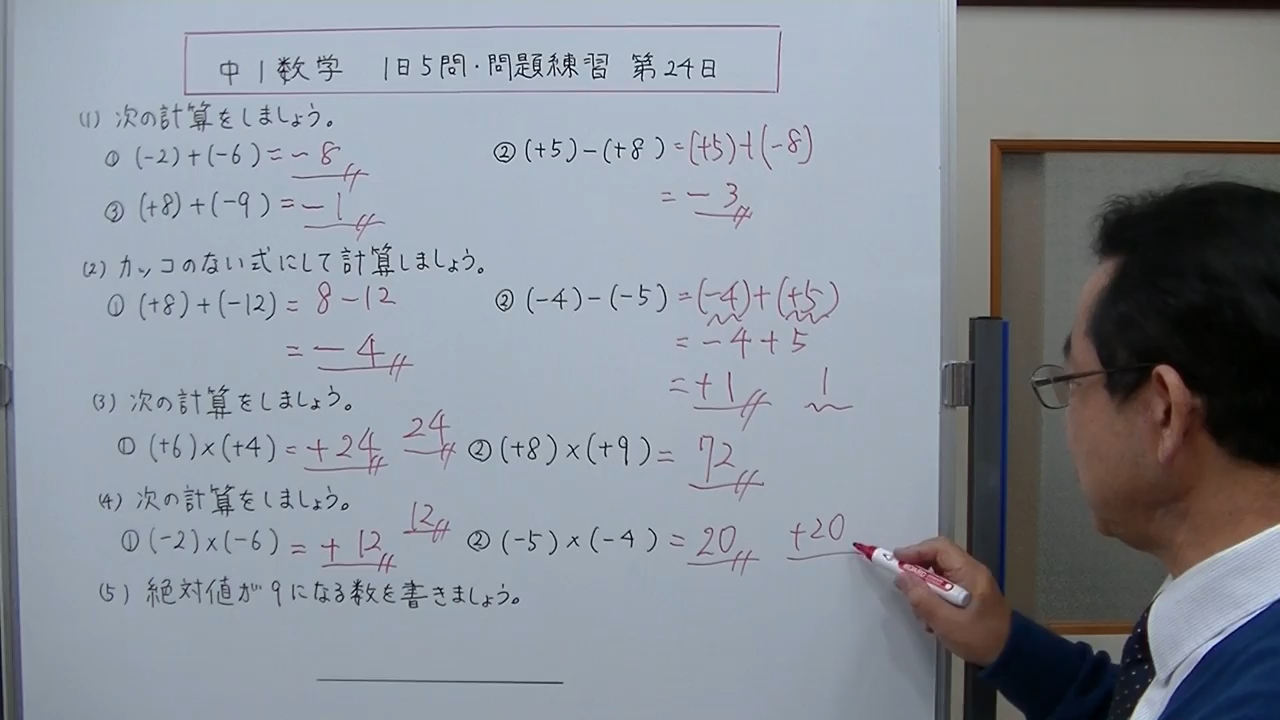 中1数学 1日5問・問題練習 第24日
(1) 次の計算をしましょう。
① (-2)+(-6)=-8
② (+5)-(+8)=(+5)+(-8)
=-3
③ (+8)+(-9)=-1
(2) カッコのない式にして計算しましょう。
① (+8)+(-12)=8-12
=-4
② (-4)-(-5)=(-4)+(+5)
=-4+5
=+1 1
(3) 次の計算をしましょう。
① (+6)×(+4)=+24 24
② (+8)×(+9)=72
(4) 次の計算をしましょう。
① (-2)×(-6)=+12 12
② (-5)×(-4)=20 +20
(5) 絶対値が9になる数を書きましょう。